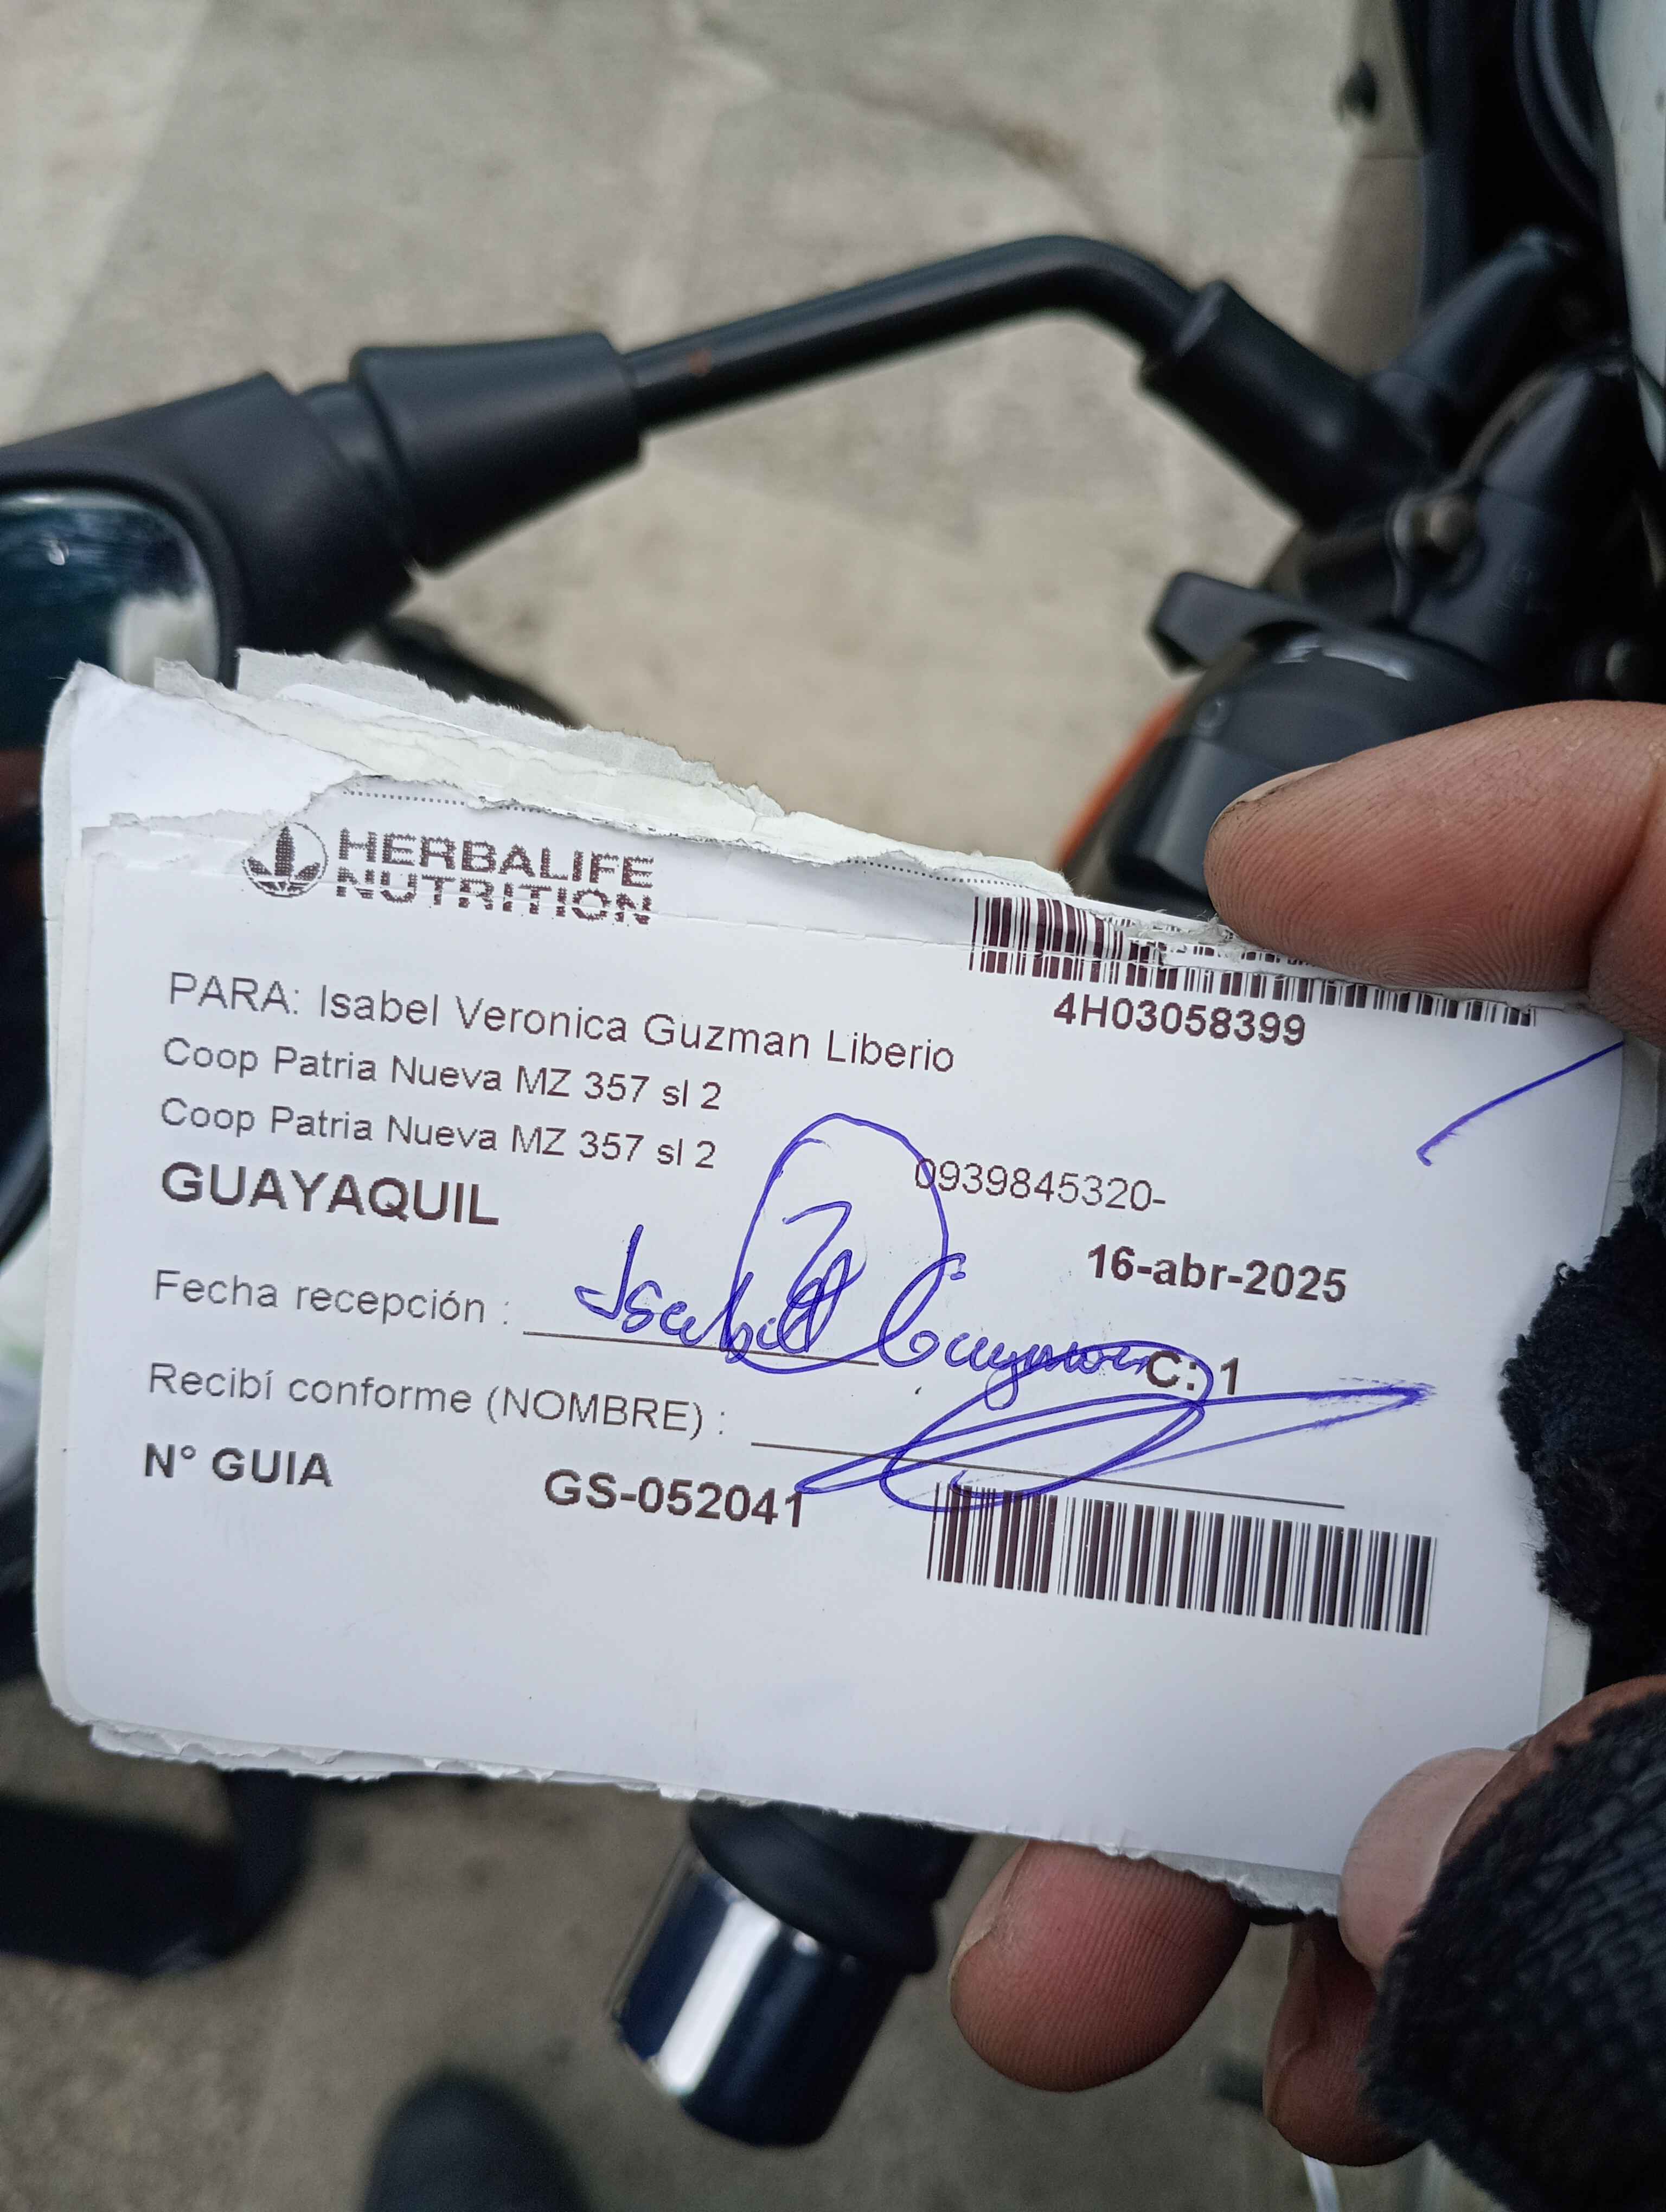 HERBALIFE
NUTRITION
4H03058399
PARA: Isabel Veronica Guzman Liberio
Coop Patria Nueva MZ 357 sl 2
Coop Patria Nueva MZ 357 sl 2
0939845320-
GUAYAQUIL
16-abr-2025
Fecha recepción :
Isabel Guzman
C: 1
Recibí conforme (NOMBRE) :
N° GUIA GS-052041